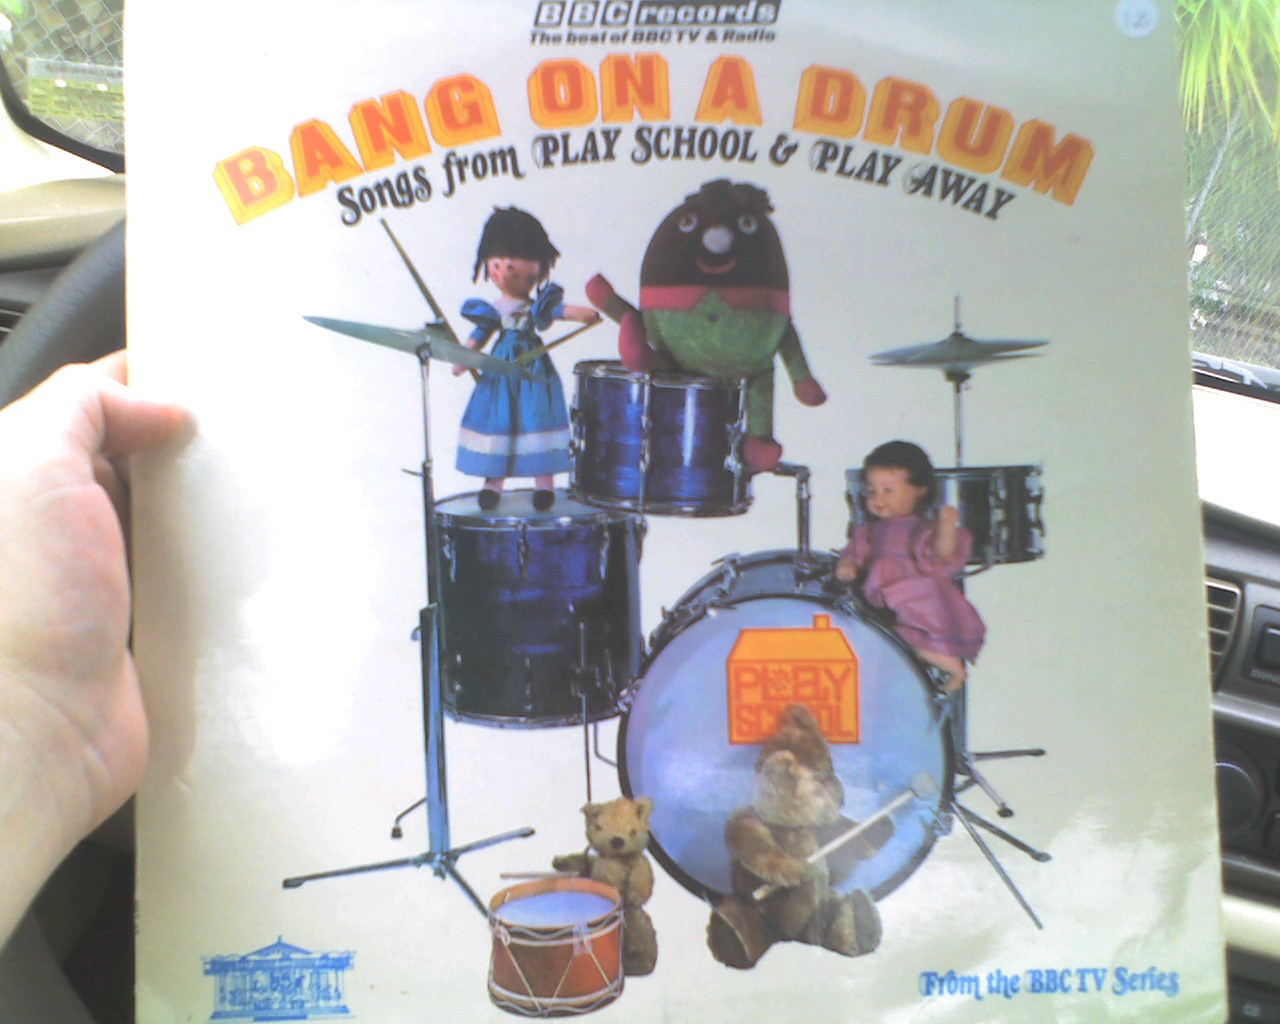 BBC records
The best of BBC TV & Radio
12
BANG ON A DRUM
Songs from PLAY SCHOOL & PLAY AWAY
PLAY
SCHOOL
From the BBC TV Series